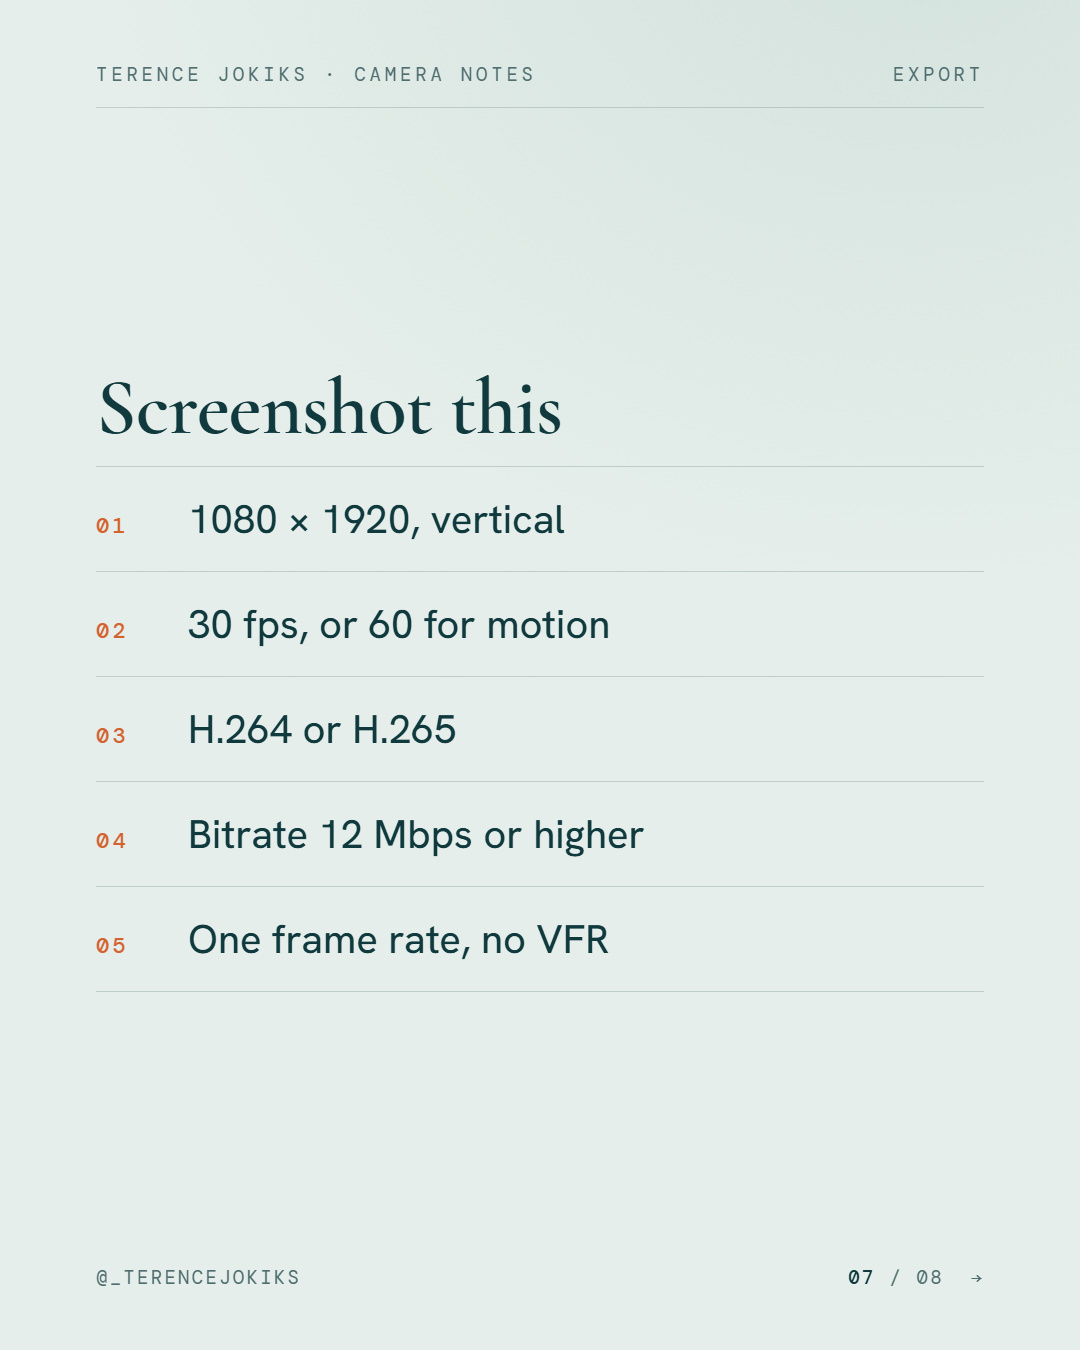 TERENCE JOKIKS · CAMERA NOTES
EXPORT
Screenshot this
01 1080 × 1920, vertical
02 30 fps, or 60 for motion
03 H.264 or H.265
04 Bitrate 12 Mbps or higher
05 One frame rate, no VFR
@_TERENCEJOKIKS
07 / 08 →